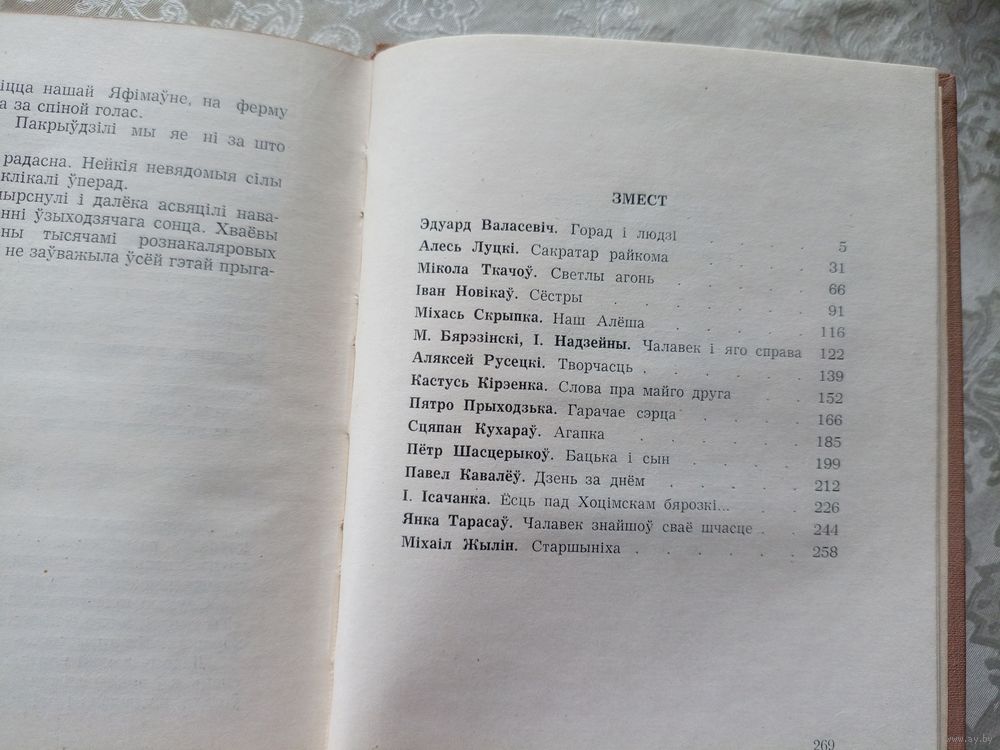 іцца нашай Яфімаўне, на ферму
а за спіной голас.
Пакрыўдзілі мы яе ні за што
радасна. Нейкія невядомыя сілы
клікалі ўперад.
ырснулі і далёка асвяцілі нава-
нні ўзыходзячага сонца. Хваёвы
ны тысячамі рознакаляровых
не заўважыла ўсёй гэтай прыга-
ЗМЕСТ
Эдуард Валасевіч. Горад і людзі . . . . . 5
Алесь Луцкі. Сакратар райкома . . . . . 31
Мікола Ткачоў. Светлы агонь . . . . . 66
Іван Новікаў. Сёстры . . . . . 91
Міхась Скрыпка. Наш Алёша . . . . . 116
М. Бярэзінскі, І. Надзейны. Чалавек і яго справа 122
Аляксей Русецкі. Творчасць . . . . . 139
Кастусь Кірэенка. Слова пра майго друга . . . 152
Пятро Прыходзька. Гарачае сэрца . . . . . 166
Сцяпан Кухараў. Агапка . . . . . 185
Пётр Шасцерыкоў. Бацька і сын . . . . . 199
Павел Кавалёў. Дзень за днём . . . . . 212
І. Ісачанка. Ёсць пад Хоцімскам бярозкі... . . . 226
Янка Тарасаў. Чалавек знайшоў сваё шчасце . . 244
Міхаіл Жылін. Старшыніха . . . . . 258
269
www.ay.by